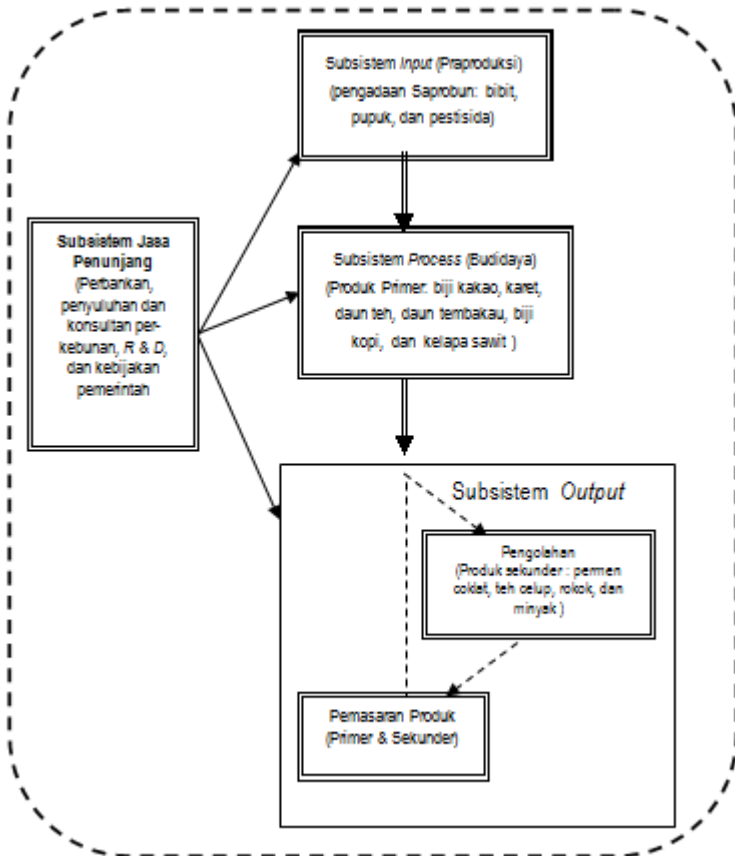 Subsistem Input (Praproduksi)
(pengadaan Saprobun: bibit,
pupuk, dan pestisida)
Subsistem Jasa
Penunjang
(Perbankan,
penyuluhan dan
konsultan per-
kebunan, R & D,
dan kebijakan
pemerintah
Subsistem Process (Budidaya)
(Produk Primer: biji kakao, karet,
daun teh, daun tembakau, biji
kopi, dan kelapa sawit )
Subsistem Output
Pengolahan
(Produk sekunder : permen
coklat, teh celup, rokok, dan
minyak )
Pemasaran Produk
(Primer & Sekunder)